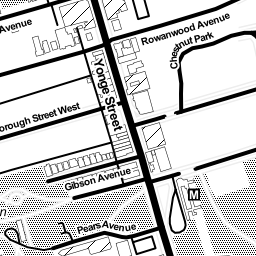 Avenue
Rowanwood Avenue
Chestnut Park
Yonge Street
orough Street West
Gibson Avenue
M
Pears Avenue